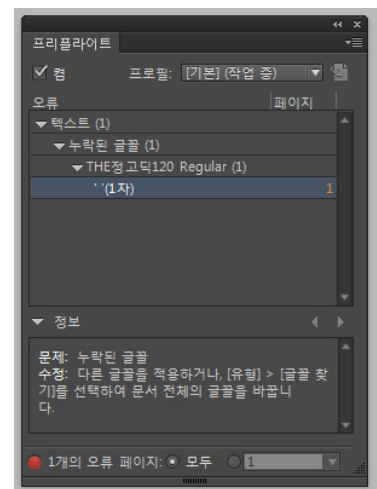 프리플라이트
켬 프로필: [기본] (작업 중)
오류 페이지
텍스트 (1)
누락된 글꼴 (1)
THE정고딕120 Regular (1)
' '(1자) 1
정보
문제: 누락된 글꼴
수정: 다른 글꼴을 적용하거나, [유형] > [글꼴 찾
기]를 선택하여 문서 전체의 글꼴을 바꿉니
다.
1개의 오류 페이지: 모두 1